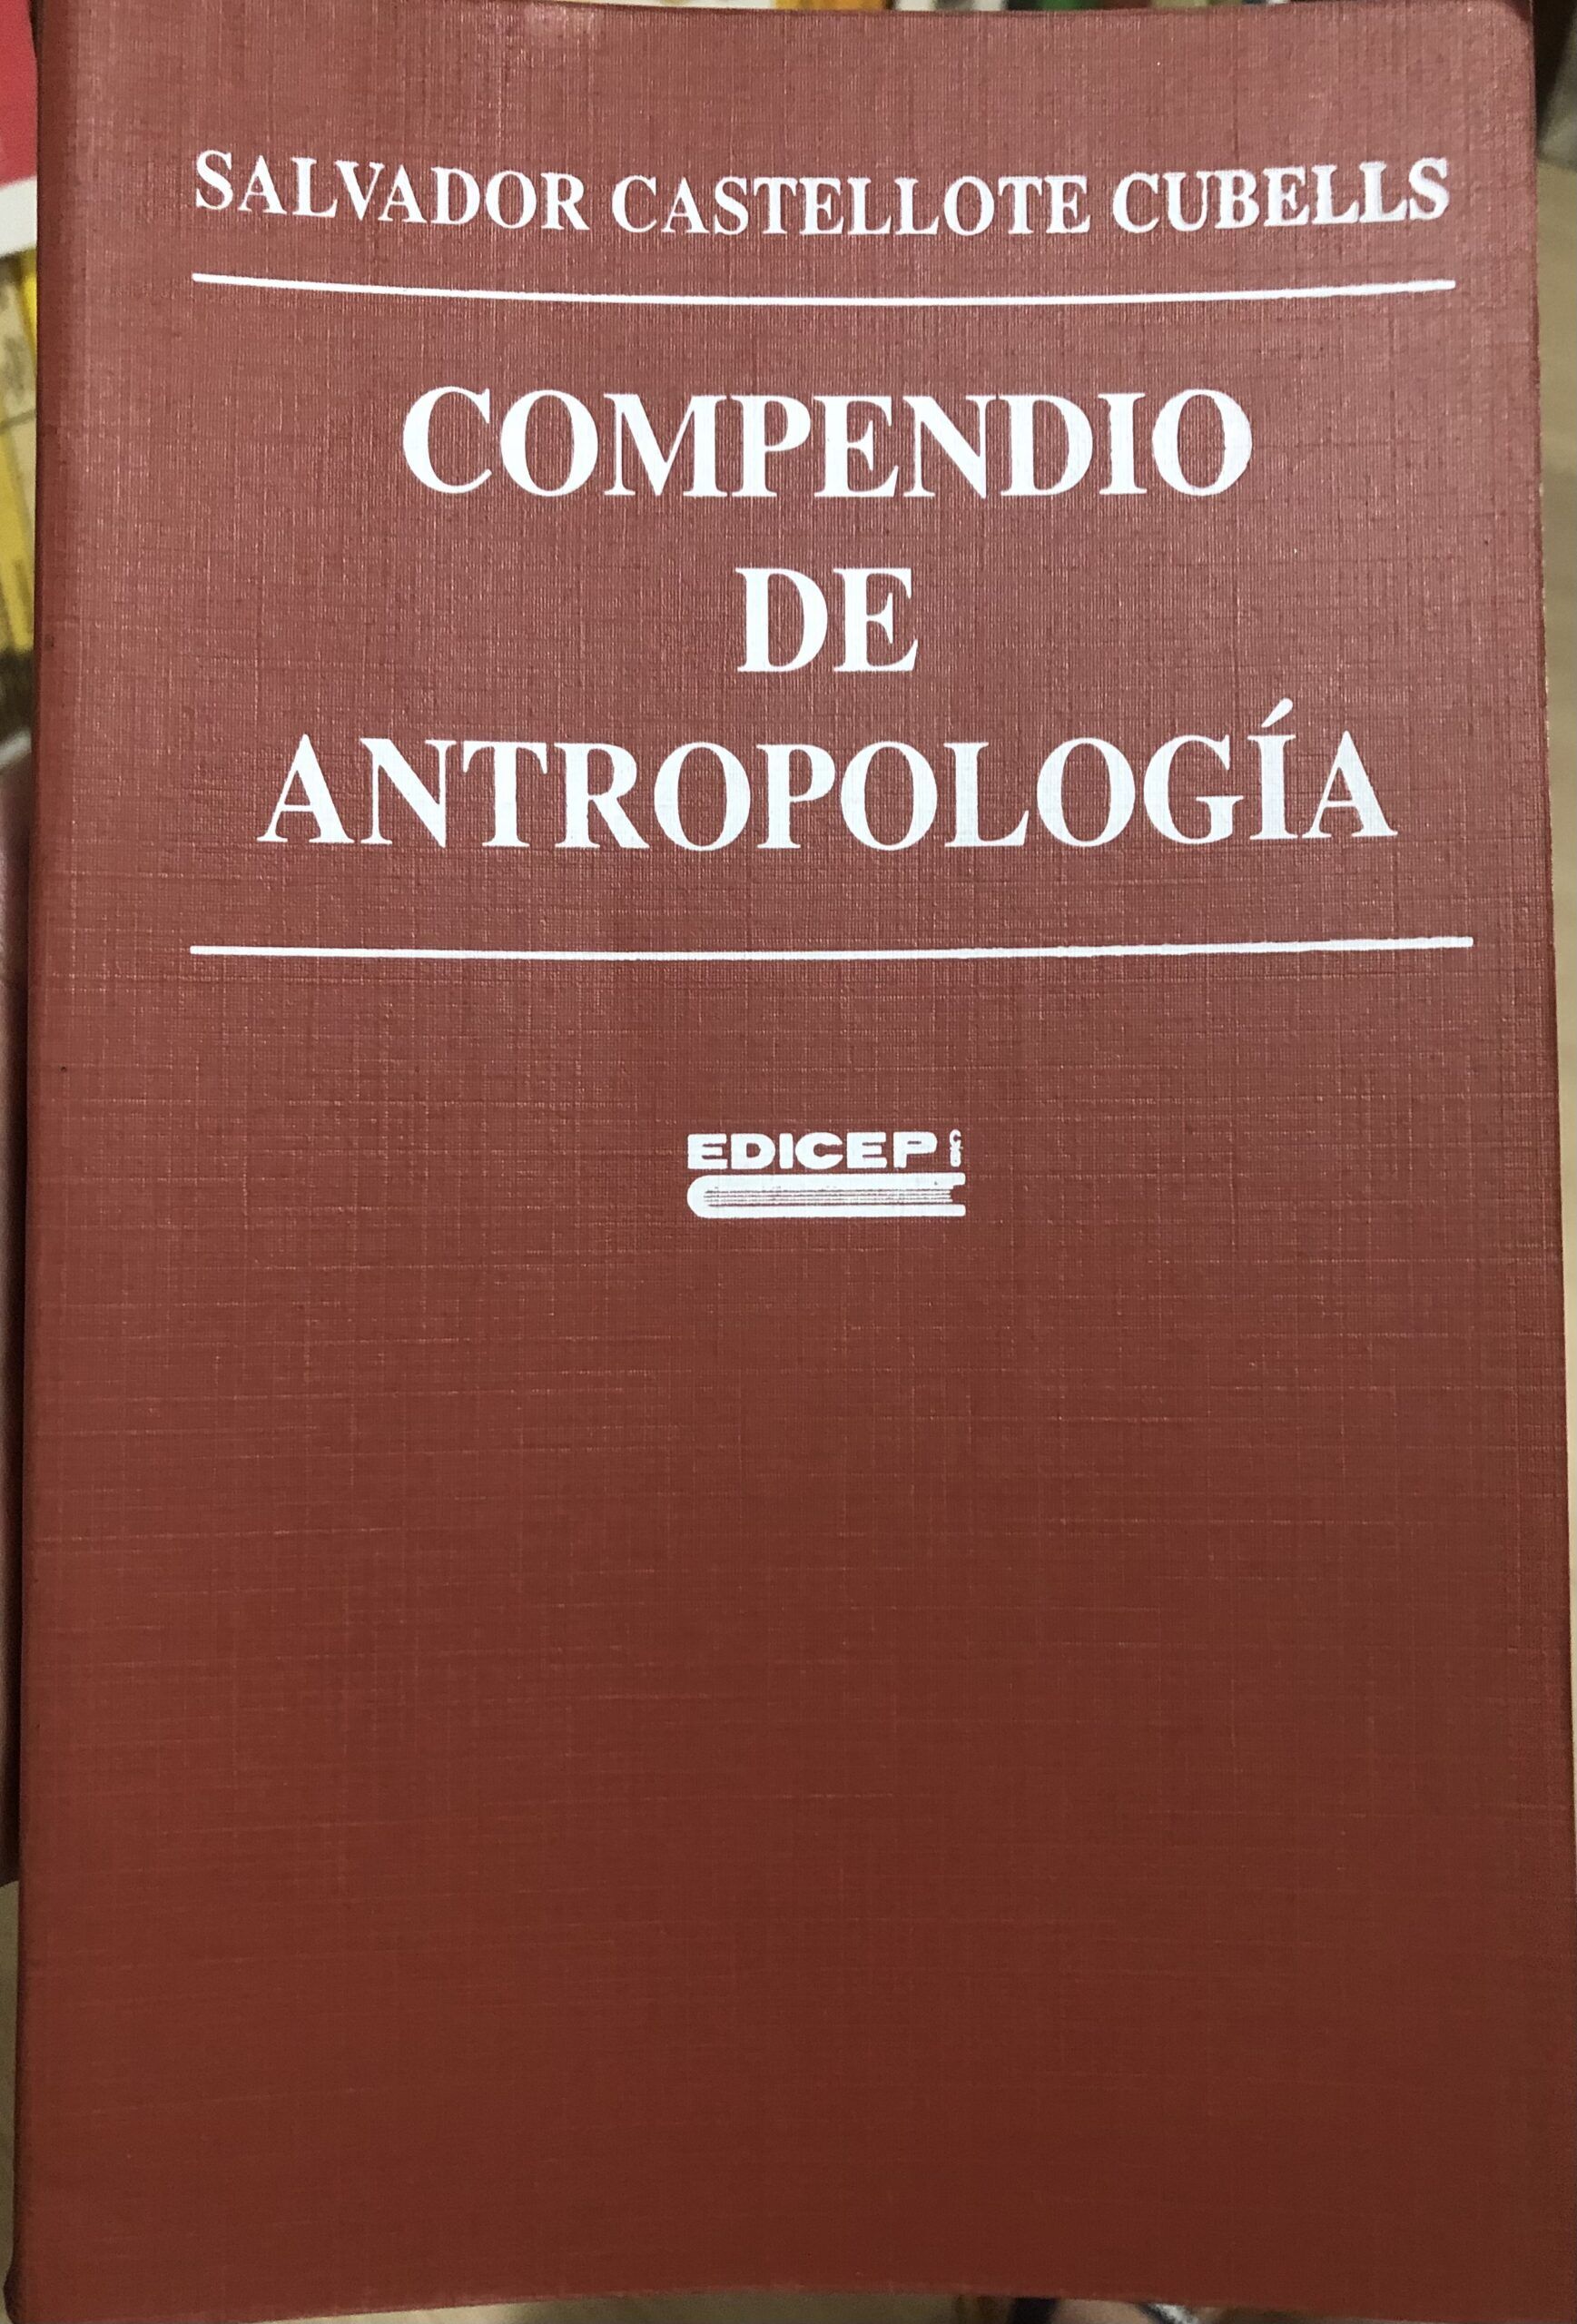 SALVADOR CASTELLOTE CUBELLS
COMPENDIO
DE
ANTROPOLOGÍA
EDICEP